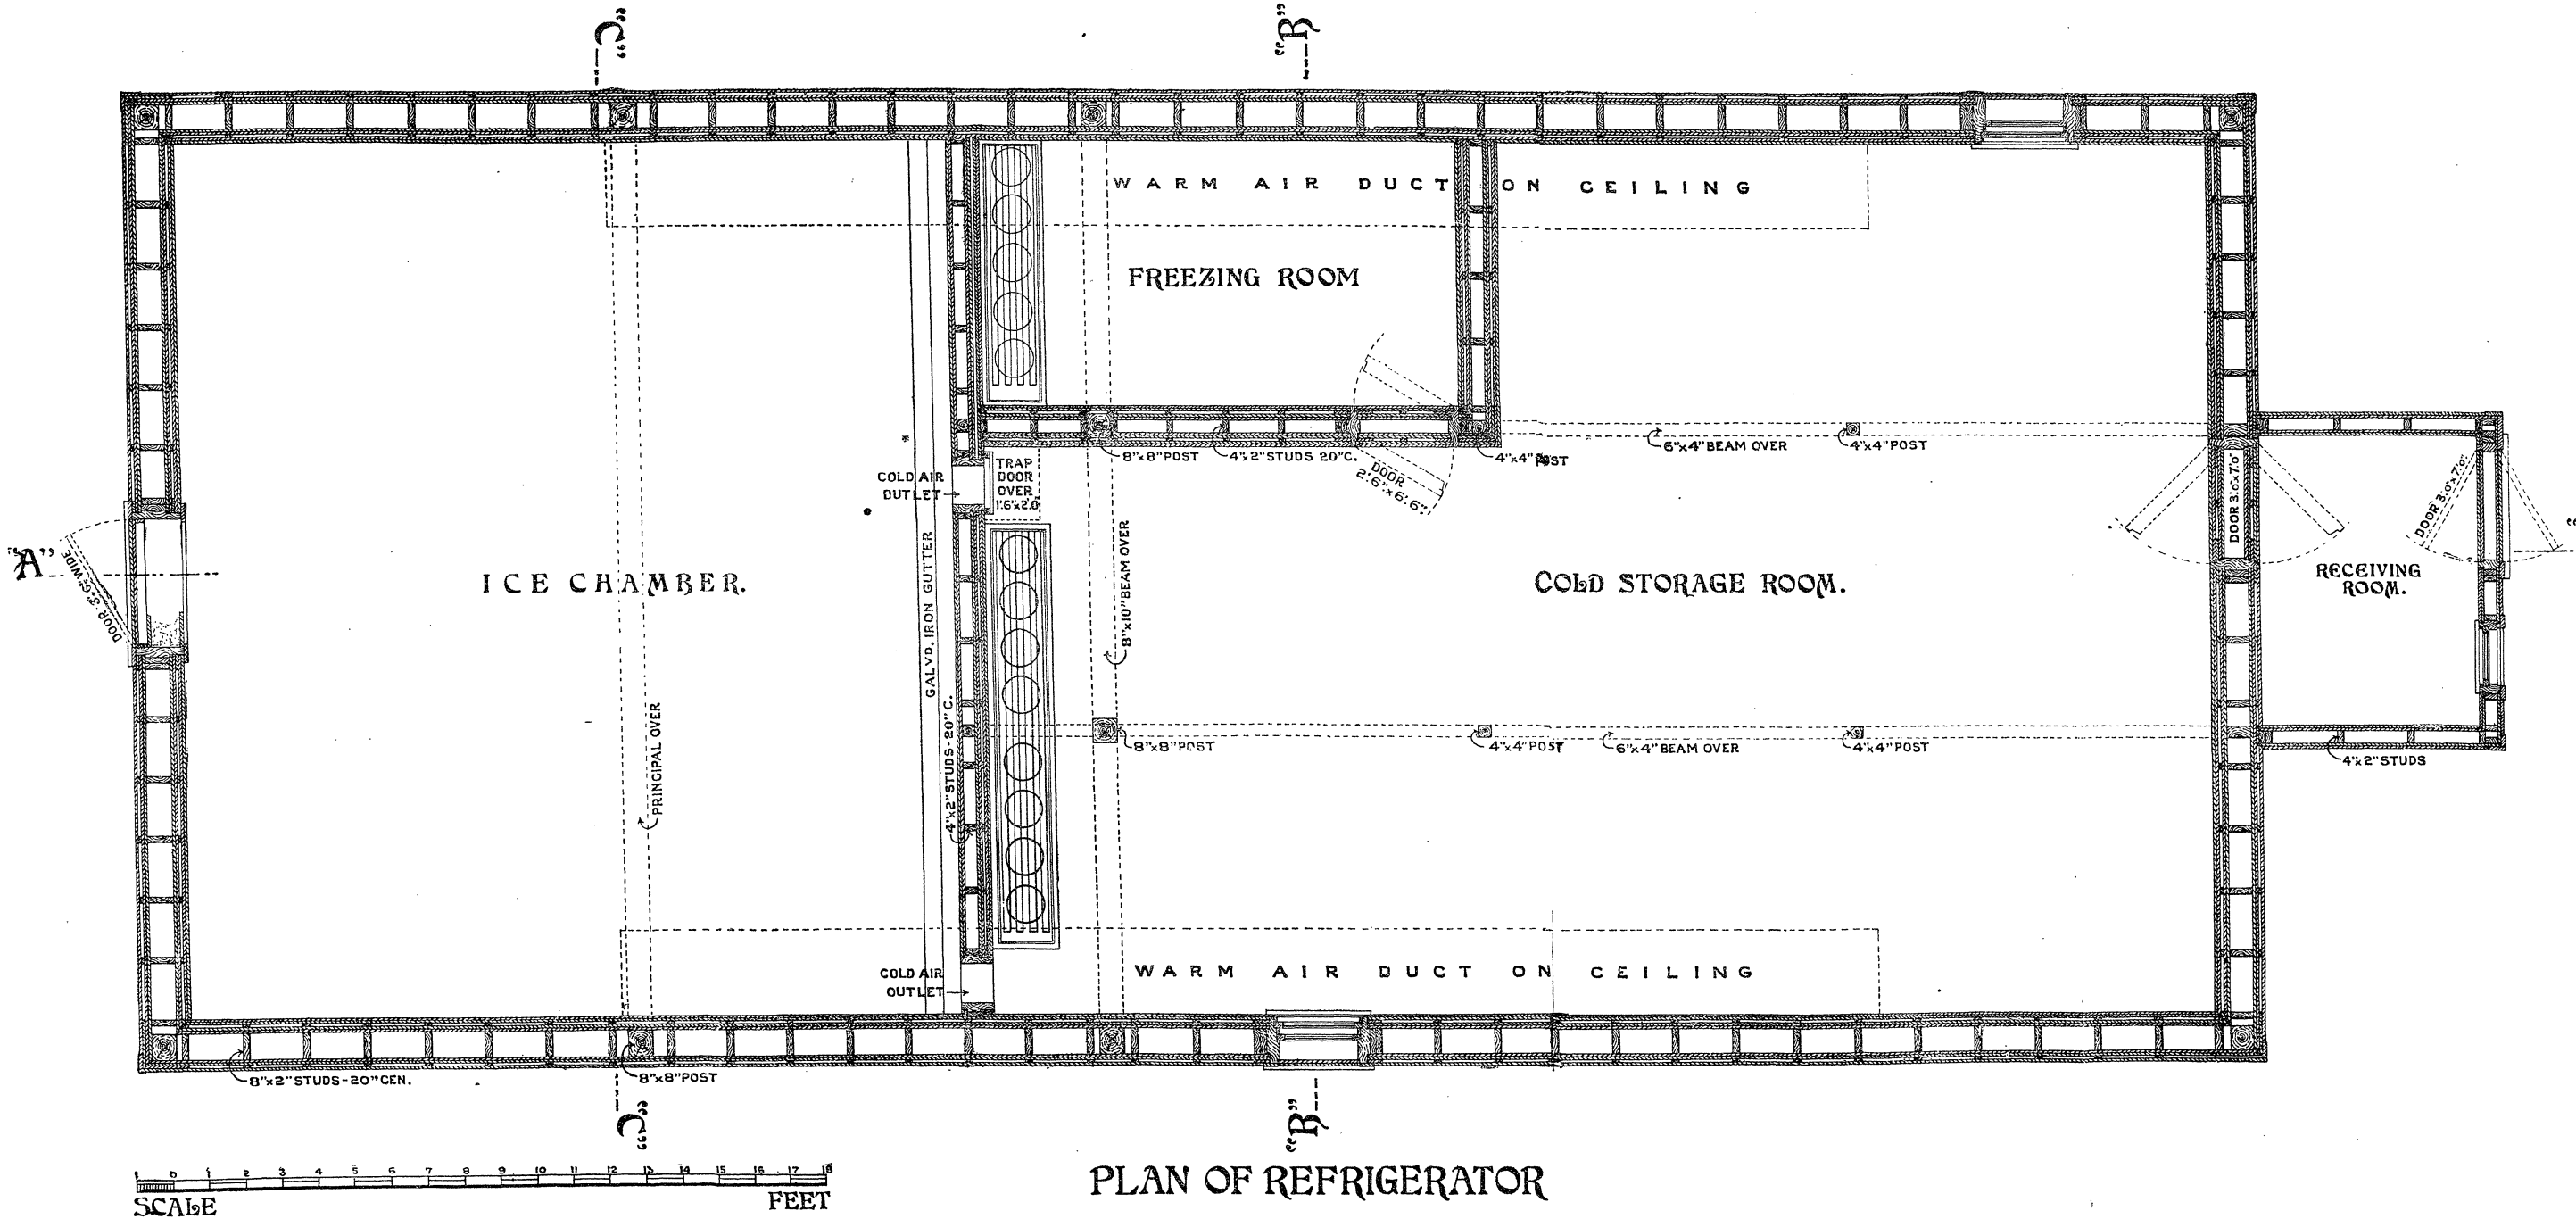 "C"
"B"
WARM AIR DUCT ON CEILING
FREEZING ROOM
8"x8" POST
4"x2" STUDS 20" C.
4"x4" POST
6"x4" BEAM OVER
4"x4" POST
TRAP
DOOR
OVER
1'.6"x2'.0
COLD AIR
OUTLET
DOOR
2'.6"x6'.6"
DOOR 3'.0"x7'.0"
DOOR 3'.0"x7'.0"
"A"
DOOR 3'.6" WIDE
ICE CHAMBER.
GALVD. IRON GUTTER
8"x10" BEAM OVER
COLD STORAGE ROOM.
RECEIVING
ROOM.
PRINCIPAL OVER
4"x2" STUDS-20" C.
8"x8" POST
4"x4" POST
6"x4" BEAM OVER
4"x4" POST
4"x2" STUDS
COLD AIR
OUTLET
WARM AIR DUCT ON CEILING
8"x2" STUDS-20" CEN.
8"x8" POST
"C"
"B"
1 0 1 2 3 4 5 6 7 8 9 10 11 12 13 14 15 16 17 18
SCALE FEET
PLAN OF REFRIGERATOR